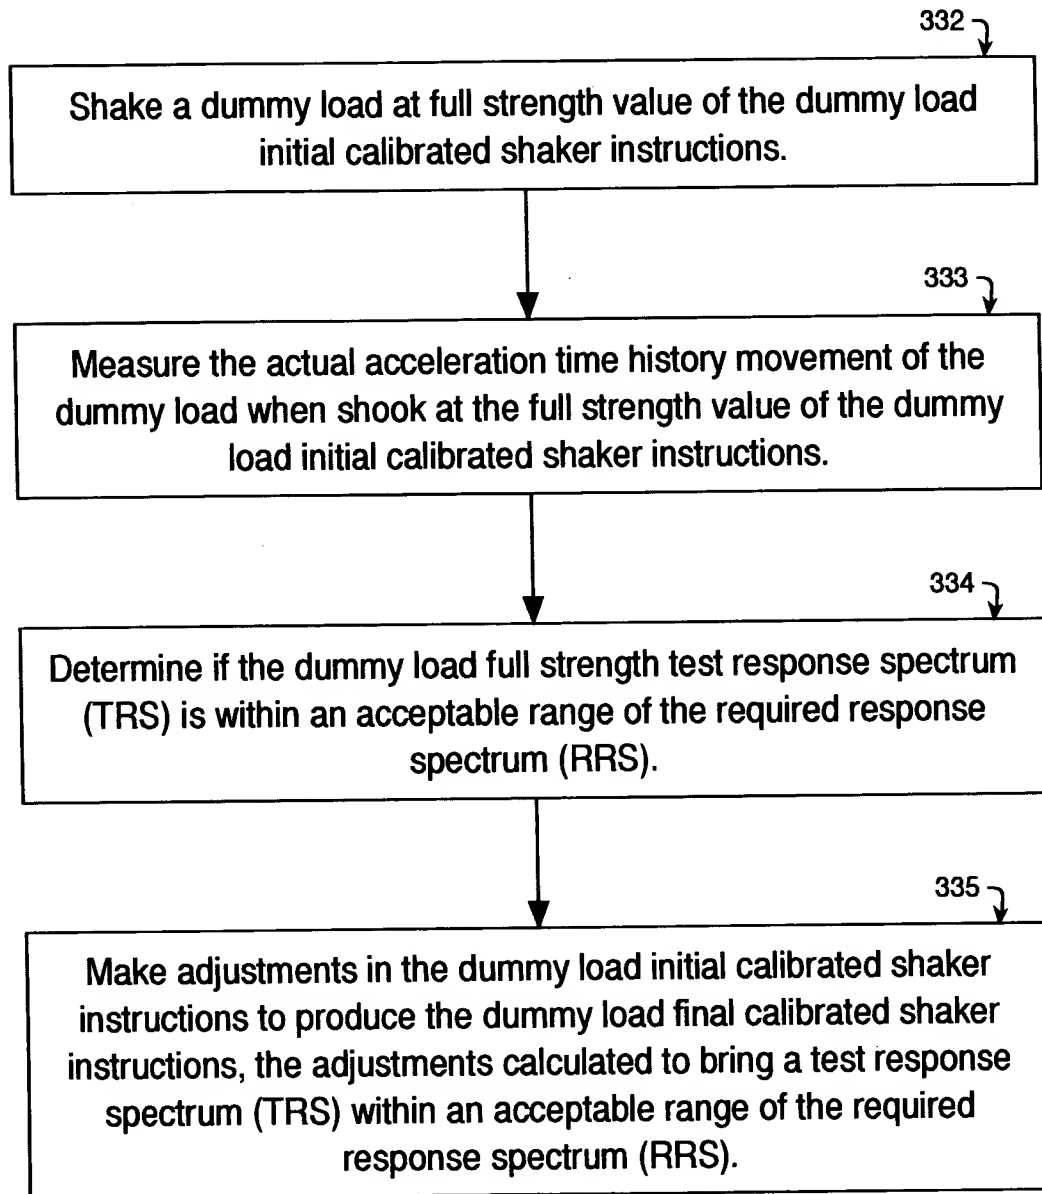 332
Shake a dummy load at full strength value of the dummy load
initial calibrated shaker instructions.
333
Measure the actual acceleration time history movement of the
dummy load when shook at the full strength value of the dummy
load initial calibrated shaker instructions.
334
Determine if the dummy load full strength test response spectrum
(TRS) is within an acceptable range of the required response
spectrum (RRS).
335
Make adjustments in the dummy load initial calibrated shaker
instructions to produce the dummy load final calibrated shaker
instructions, the adjustments calculated to bring a test response
spectrum (TRS) within an acceptable range of the required
response spectrum (RRS).